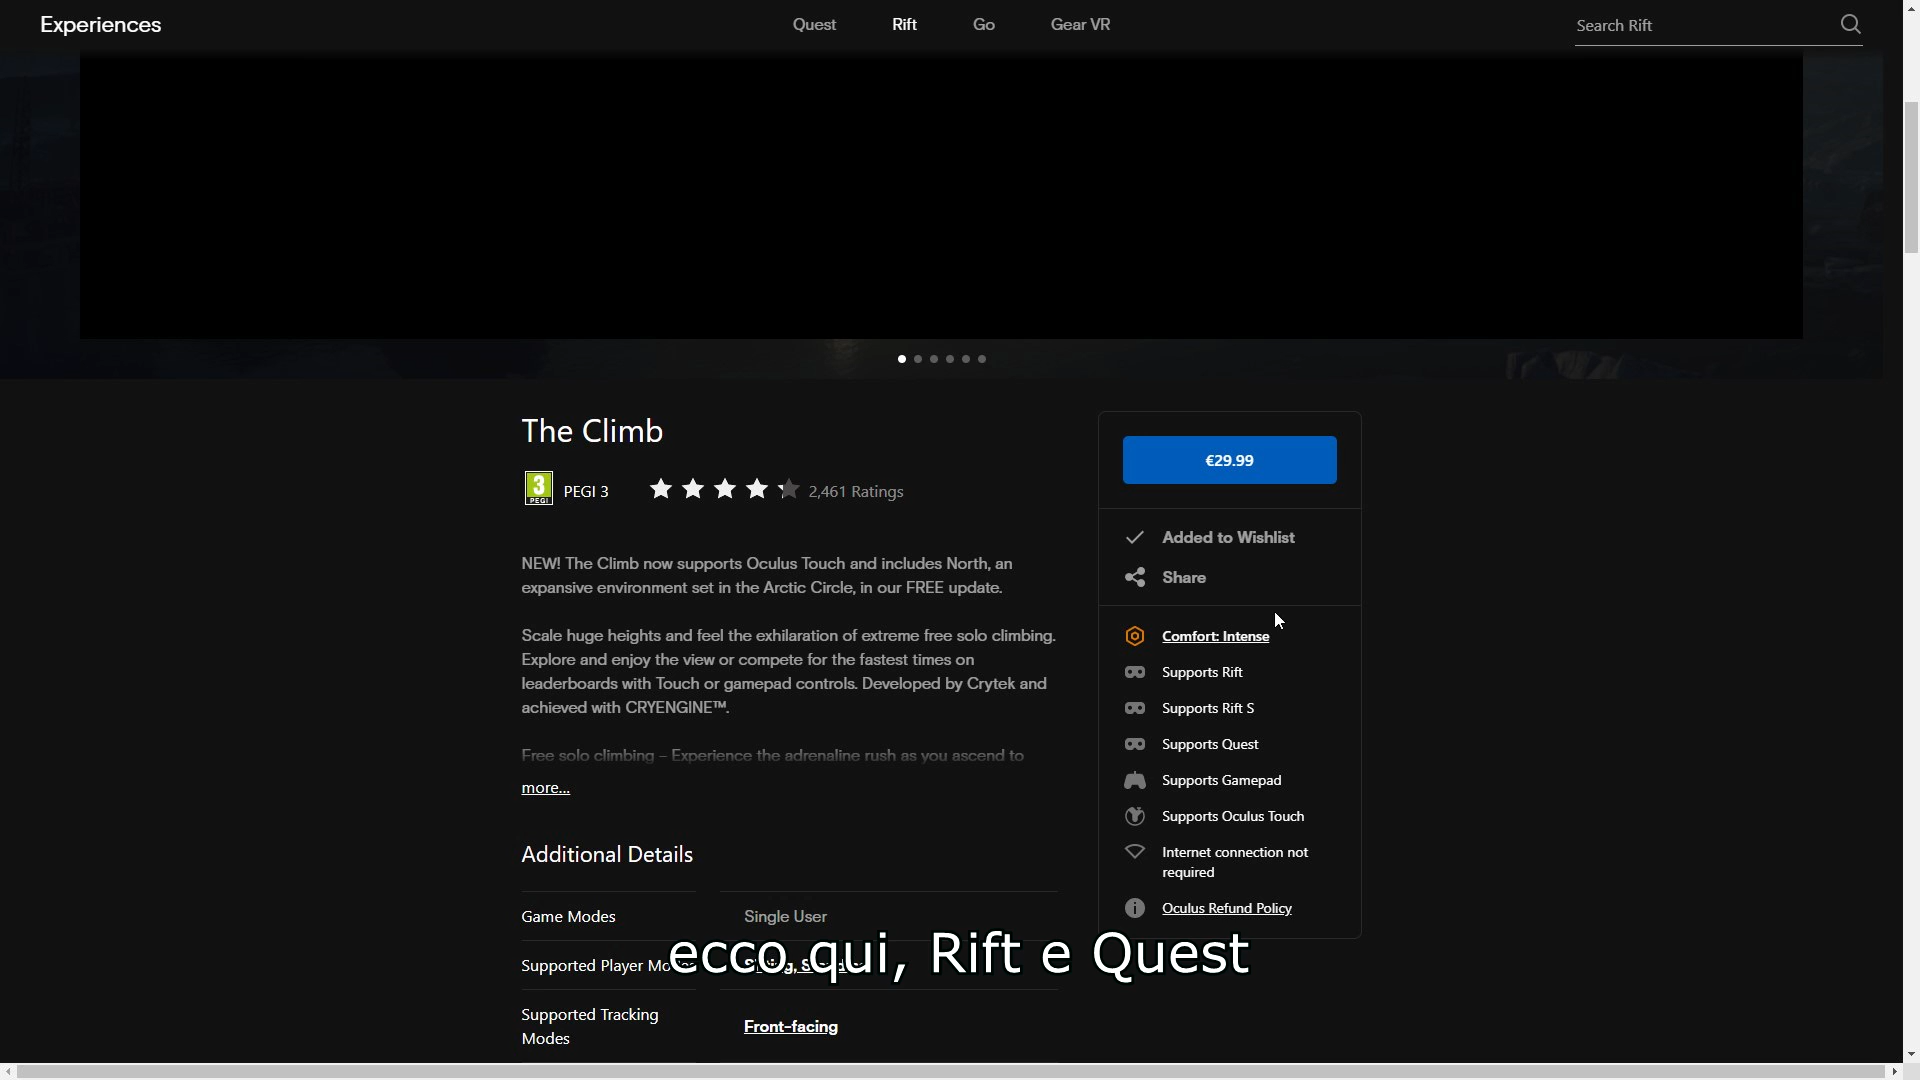 Experiences
Quest
Rift
Go
Gear VR
Search Rift
The Climb
3
PEGI
PEGI 3
2,461 Ratings
NEW! The Climb now supports Oculus Touch and includes North, an
expansive environment set in the Arctic Circle, in our FREE update.
Scale huge heights and feel the exhilaration of extreme free solo climbing.
Explore and enjoy the view or compete for the fastest times on
leaderboards with Touch or gamepad controls. Developed by Crytek and
achieved with CRYENGINE™.
Free solo climbing – Experience the adrenaline rush as you ascend to
more...
€29.99
Added to Wishlist
Share
Comfort: Intense
Supports Rift
Supports Rift S
Supports Quest
Supports Gamepad
Supports Oculus Touch
Internet connection not
required
Oculus Refund Policy
Additional Details
Game Modes
Single User
Supported Player
Supported Tracking
Modes
Front-facing
ecco qui, Rift e Quest